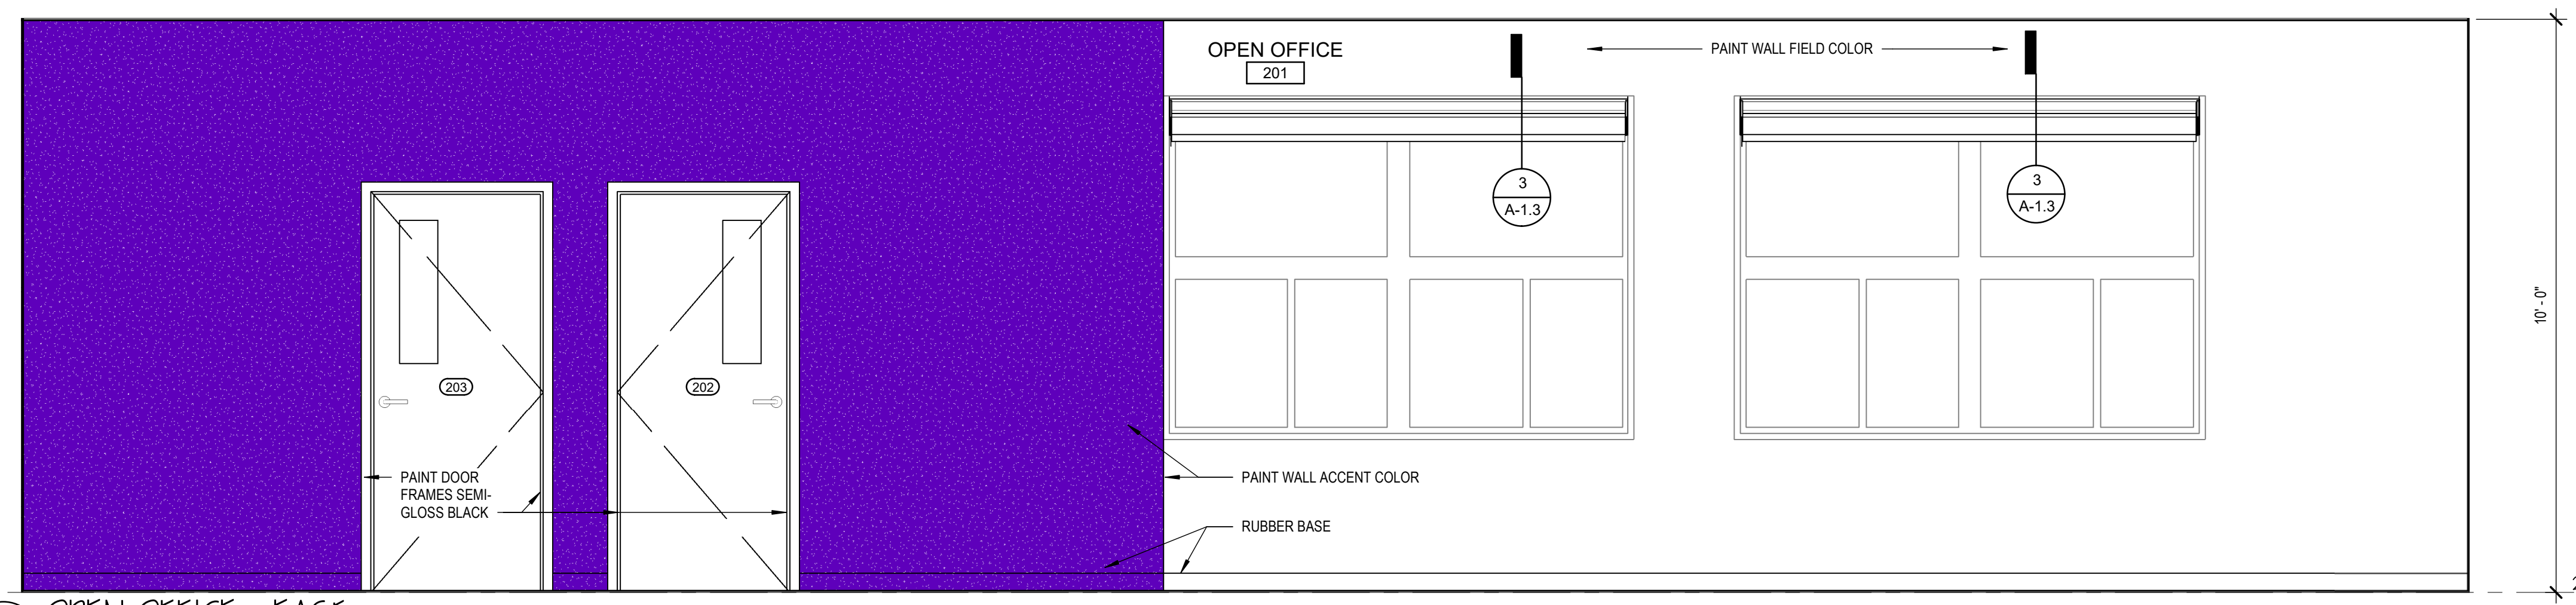 OPEN OFFICE
201
PAINT WALL FIELD COLOR
3
A-1.3
3
A-1.3
10' - 0"
203
202
PAINT DOOR
FRAMES SEMI-
GLOSS BLACK
PAINT WALL ACCENT COLOR
RUBBER BASE